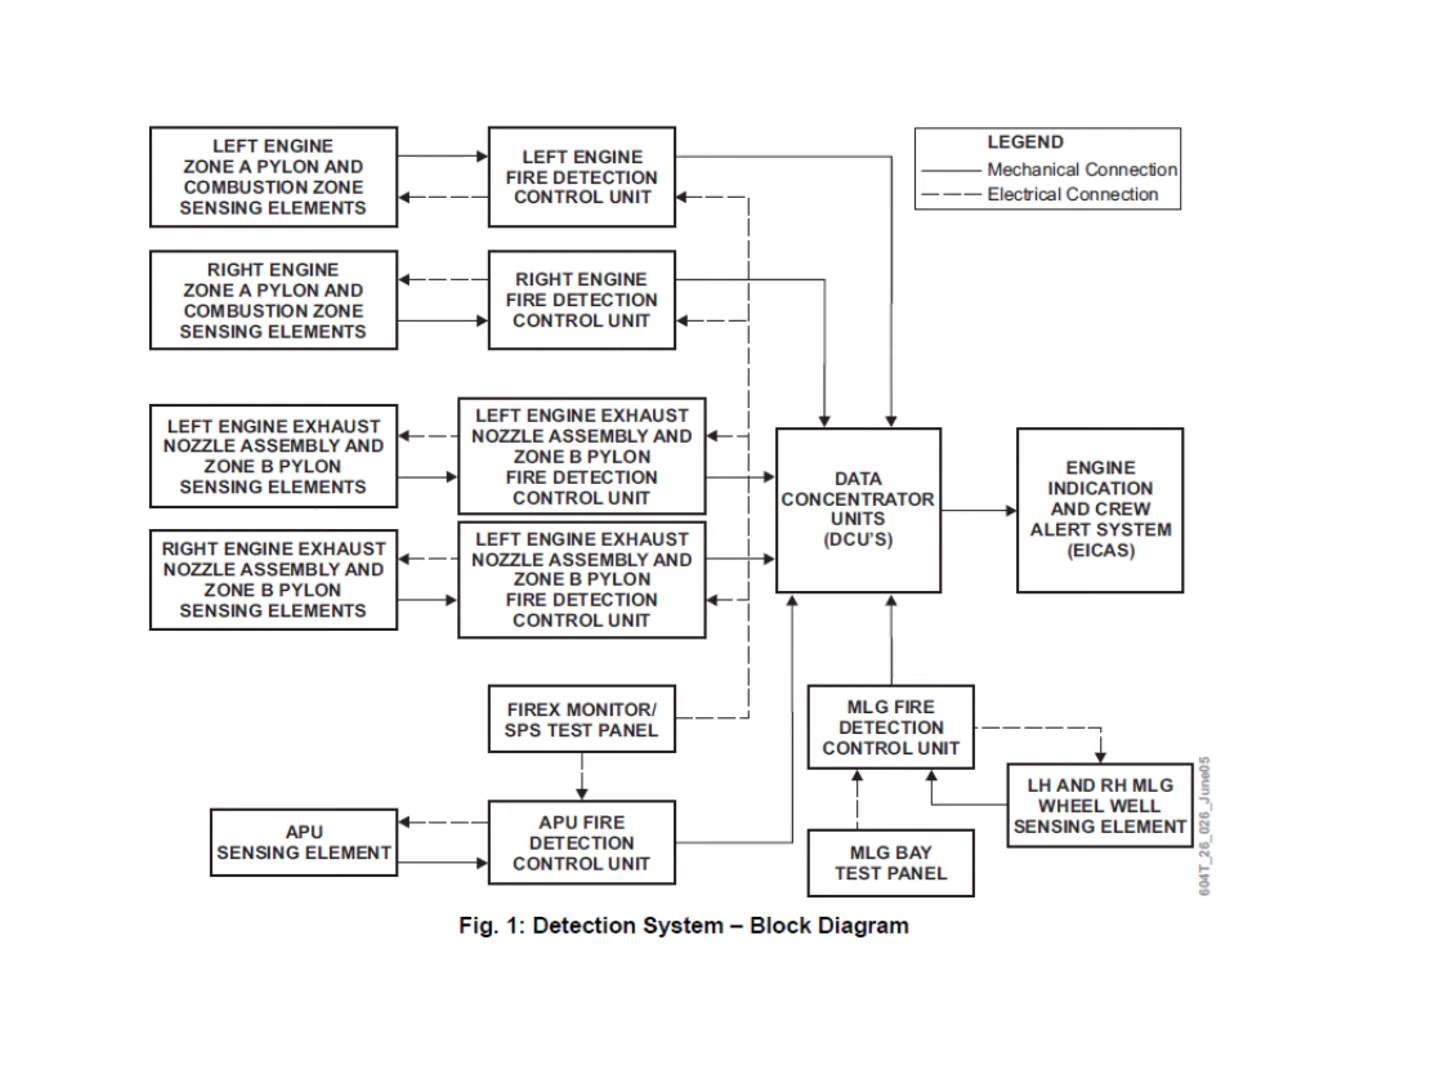 LEFT ENGINE
ZONE A PYLON AND
COMBUSTION ZONE
SENSING ELEMENTS
LEFT ENGINE
FIRE DETECTION
CONTROL UNIT
LEGEND
Mechanical Connection
Electrical Connection
RIGHT ENGINE
ZONE A PYLON AND
COMBUSTION ZONE
SENSING ELEMENTS
RIGHT ENGINE
FIRE DETECTION
CONTROL UNIT
LEFT ENGINE EXHAUST
NOZZLE ASSEMBLY AND
ZONE B PYLON
SENSING ELEMENTS
LEFT ENGINE EXHAUST
NOZZLE ASSEMBLY AND
ZONE B PYLON
FIRE DETECTION
CONTROL UNIT
DATA
CONCENTRATOR
UNITS
(DCU'S)
ENGINE
INDICATION
AND CREW
ALERT SYSTEM
(EICAS)
RIGHT ENGINE EXHAUST
NOZZLE ASSEMBLY AND
ZONE B PYLON
SENSING ELEMENTS
LEFT ENGINE EXHAUST
NOZZLE ASSEMBLY AND
ZONE B PYLON
FIRE DETECTION
CONTROL UNIT
FIREX MONITOR/
SPS TEST PANEL
MLG FIRE
DETECTION
CONTROL UNIT
LH AND RH MLG
WHEEL WELL
SENSING ELEMENT
APU
SENSING ELEMENT
APU FIRE
DETECTION
CONTROL UNIT
MLG BAY
TEST PANEL
604T_26_026_June05
Fig. 1: Detection System – Block Diagram